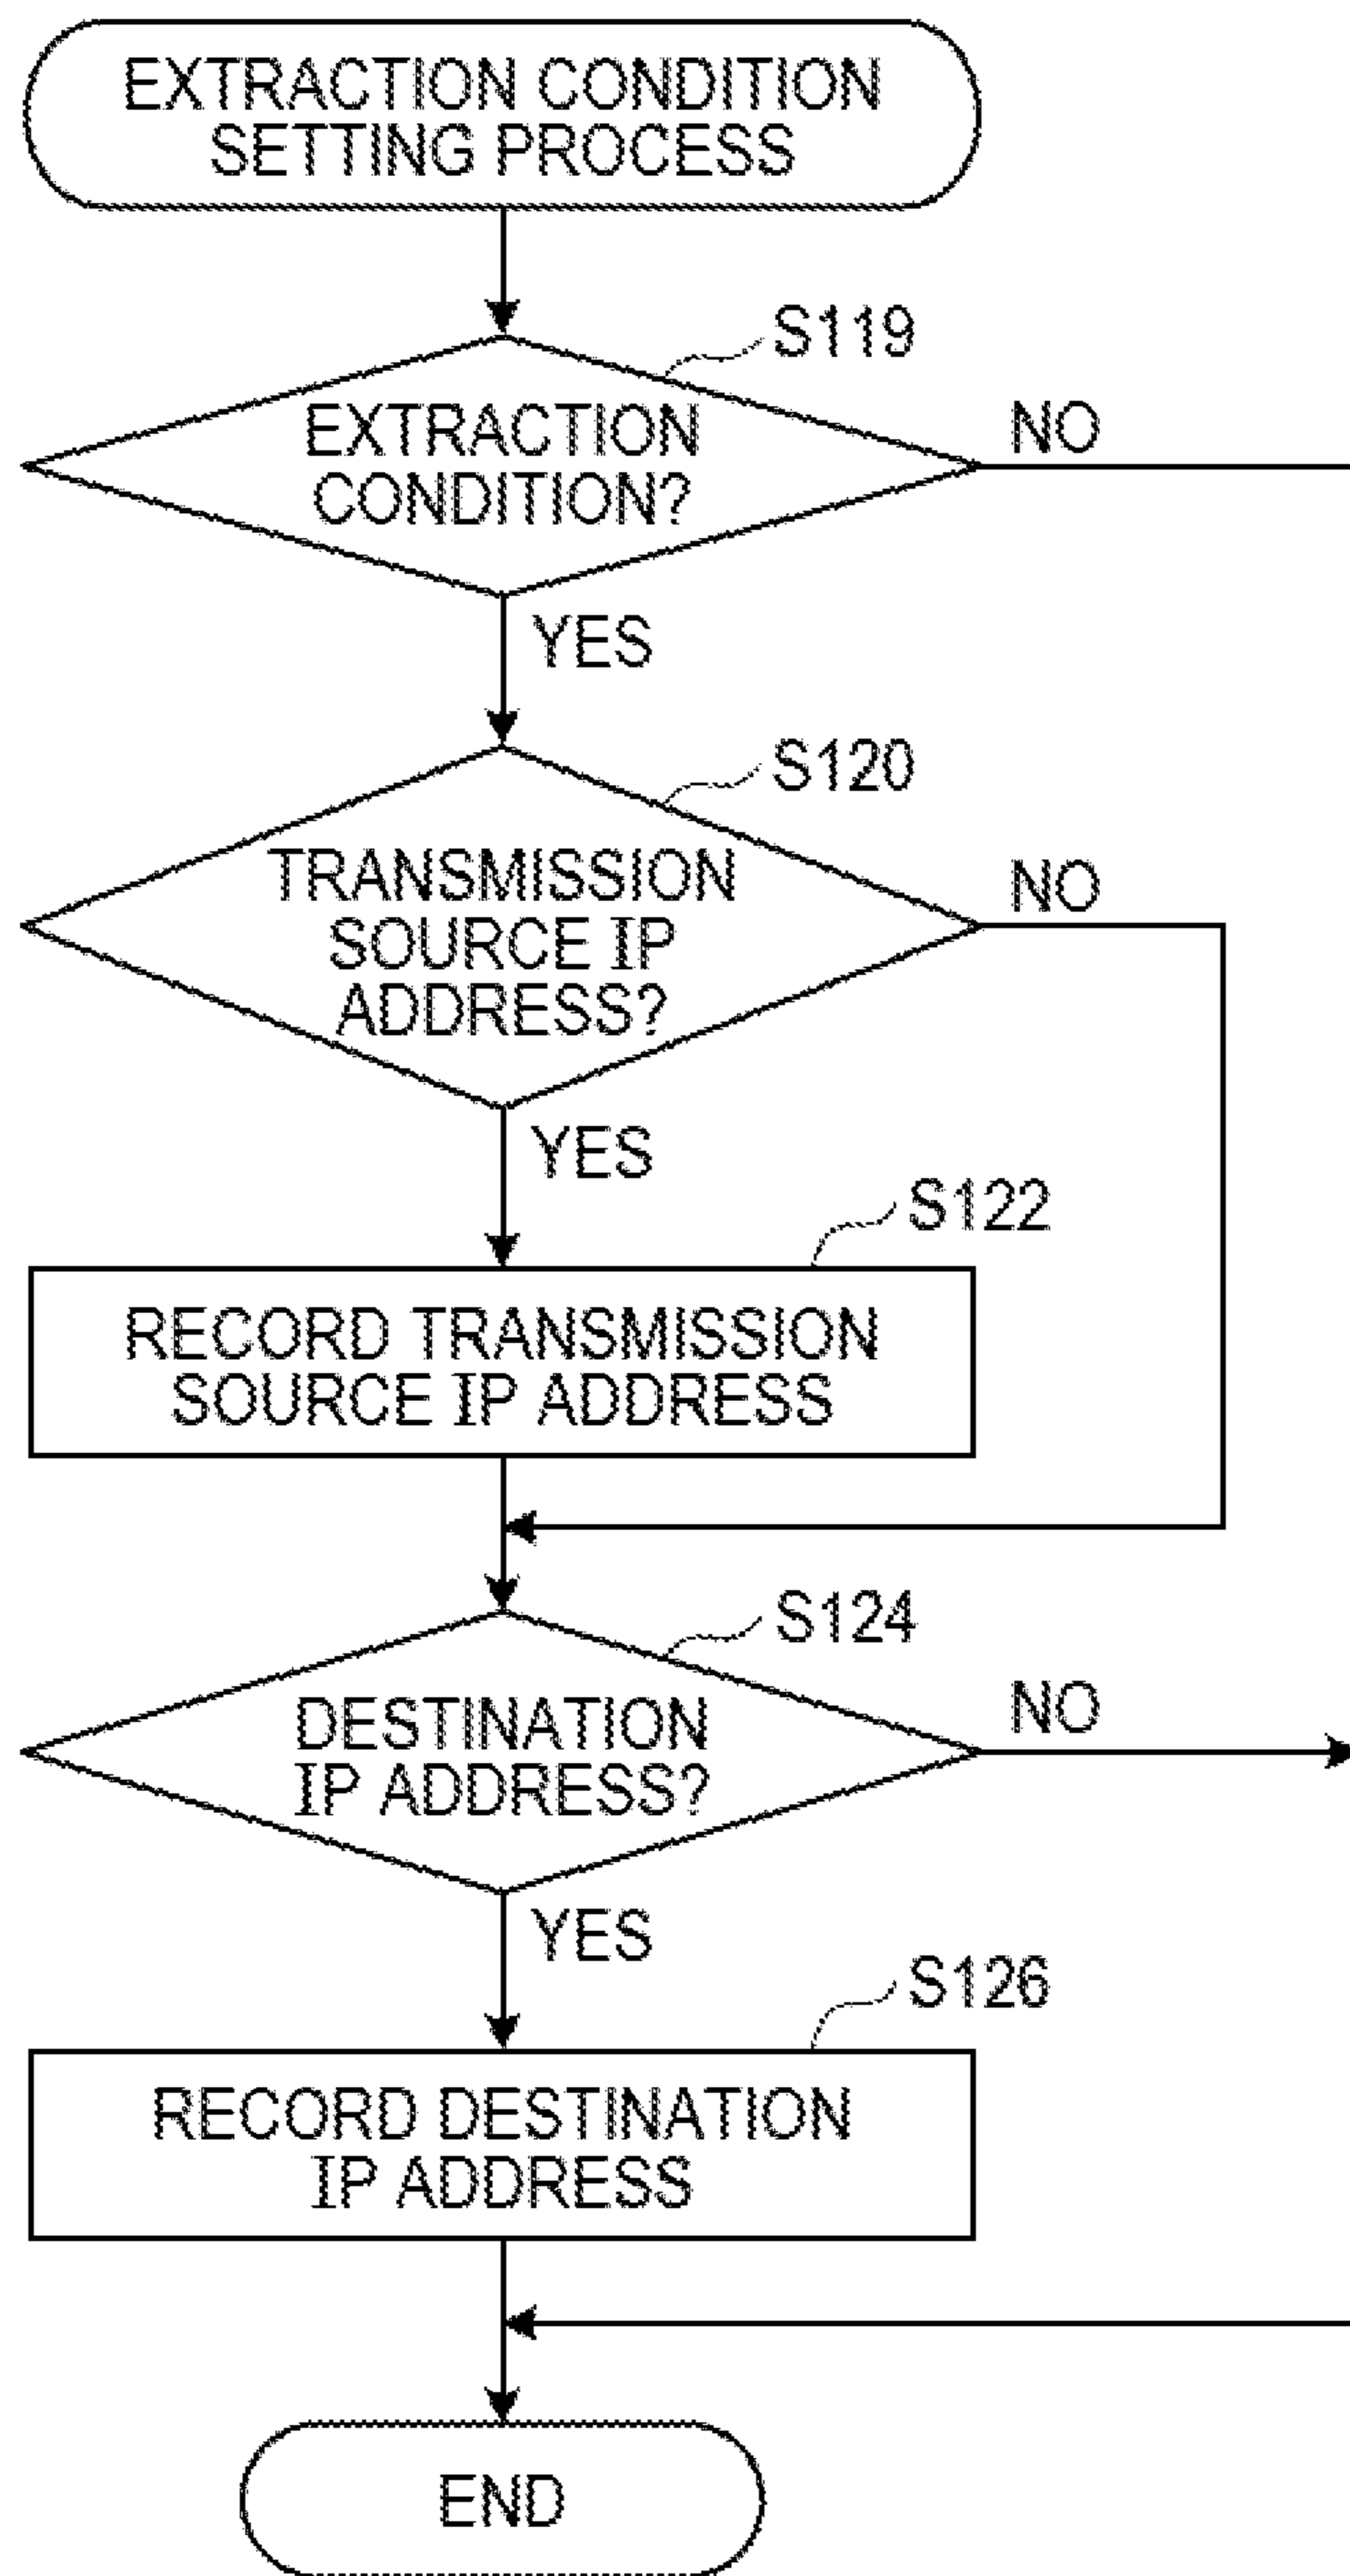 EXTRACTION CONDITION
SETTING PROCESS
S119
EXTRACTION
CONDITION?
NO
YES
S120
TRANSMISSION
SOURCE IP
ADDRESS?
NO
YES
S122
RECORD TRANSMISSION
SOURCE IP ADDRESS
S124
DESTINATION
IP ADDRESS?
NO
YES
S126
RECORD DESTINATION
IP ADDRESS
END